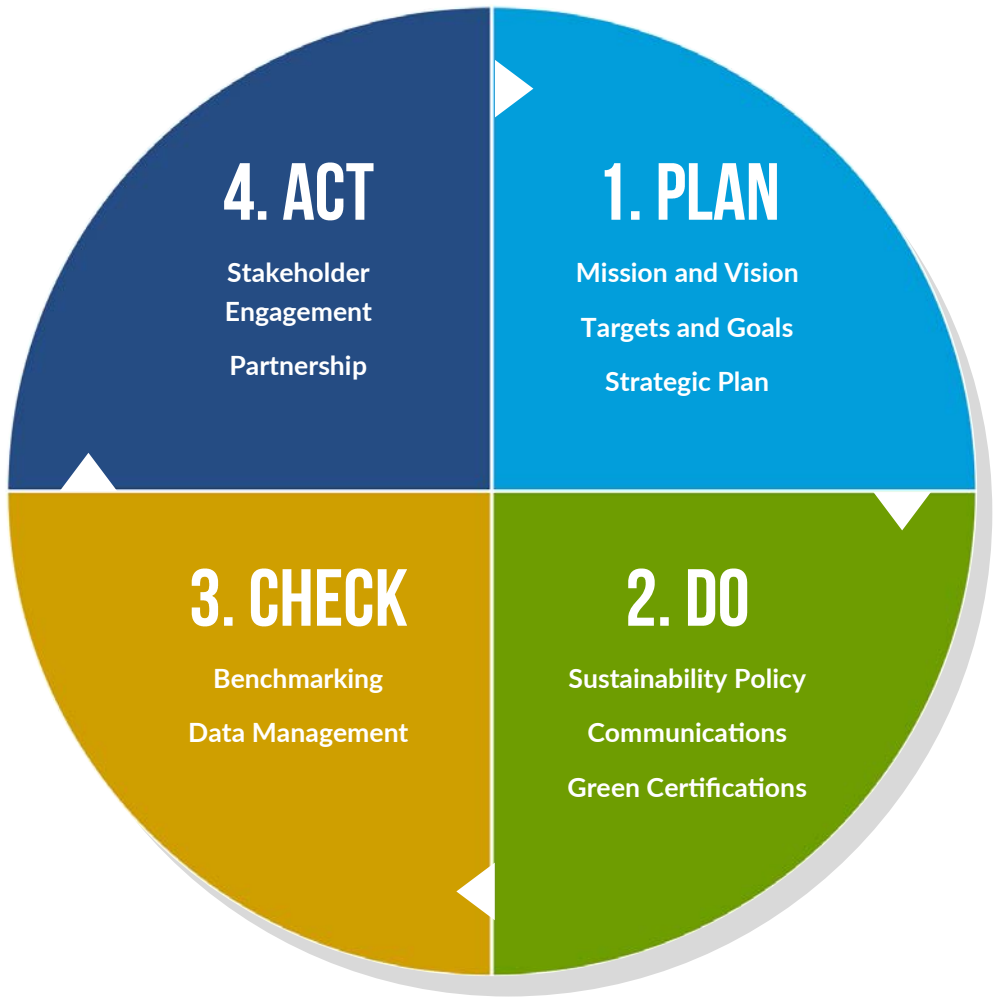 4. ACT
Stakeholder
Engagement
Partnership
1. PLAN
Mission and Vision
Targets and Goals
Strategic Plan
3. CHECK
Benchmarking
Data Management
2. DO
Sustainability Policy
Communications
Green Certifications